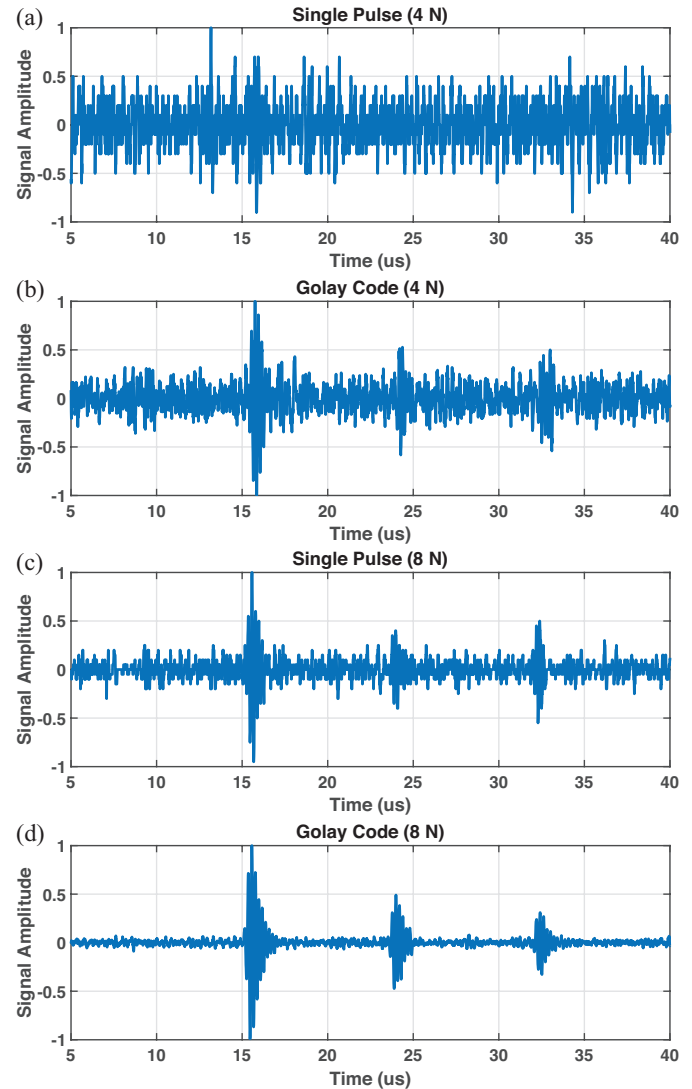 (a)
Single Pulse (4 N)
1
0.5
0
-0.5
-1
Signal Amplitude
5 10 15 20 25 30 35 40
Time (us)
(b)
Golay Code (4 N)
1
0.5
0
-0.5
-1
Signal Amplitude
5 10 15 20 25 30 35 40
Time (us)
(c)
Single Pulse (8 N)
1
0.5
0
-0.5
-1
Signal Amplitude
5 10 15 20 25 30 35 40
Time (us)
(d)
Golay Code (8 N)
1
0.5
0
-0.5
-1
Signal Amplitude
5 10 15 20 25 30 35 40
Time (us)